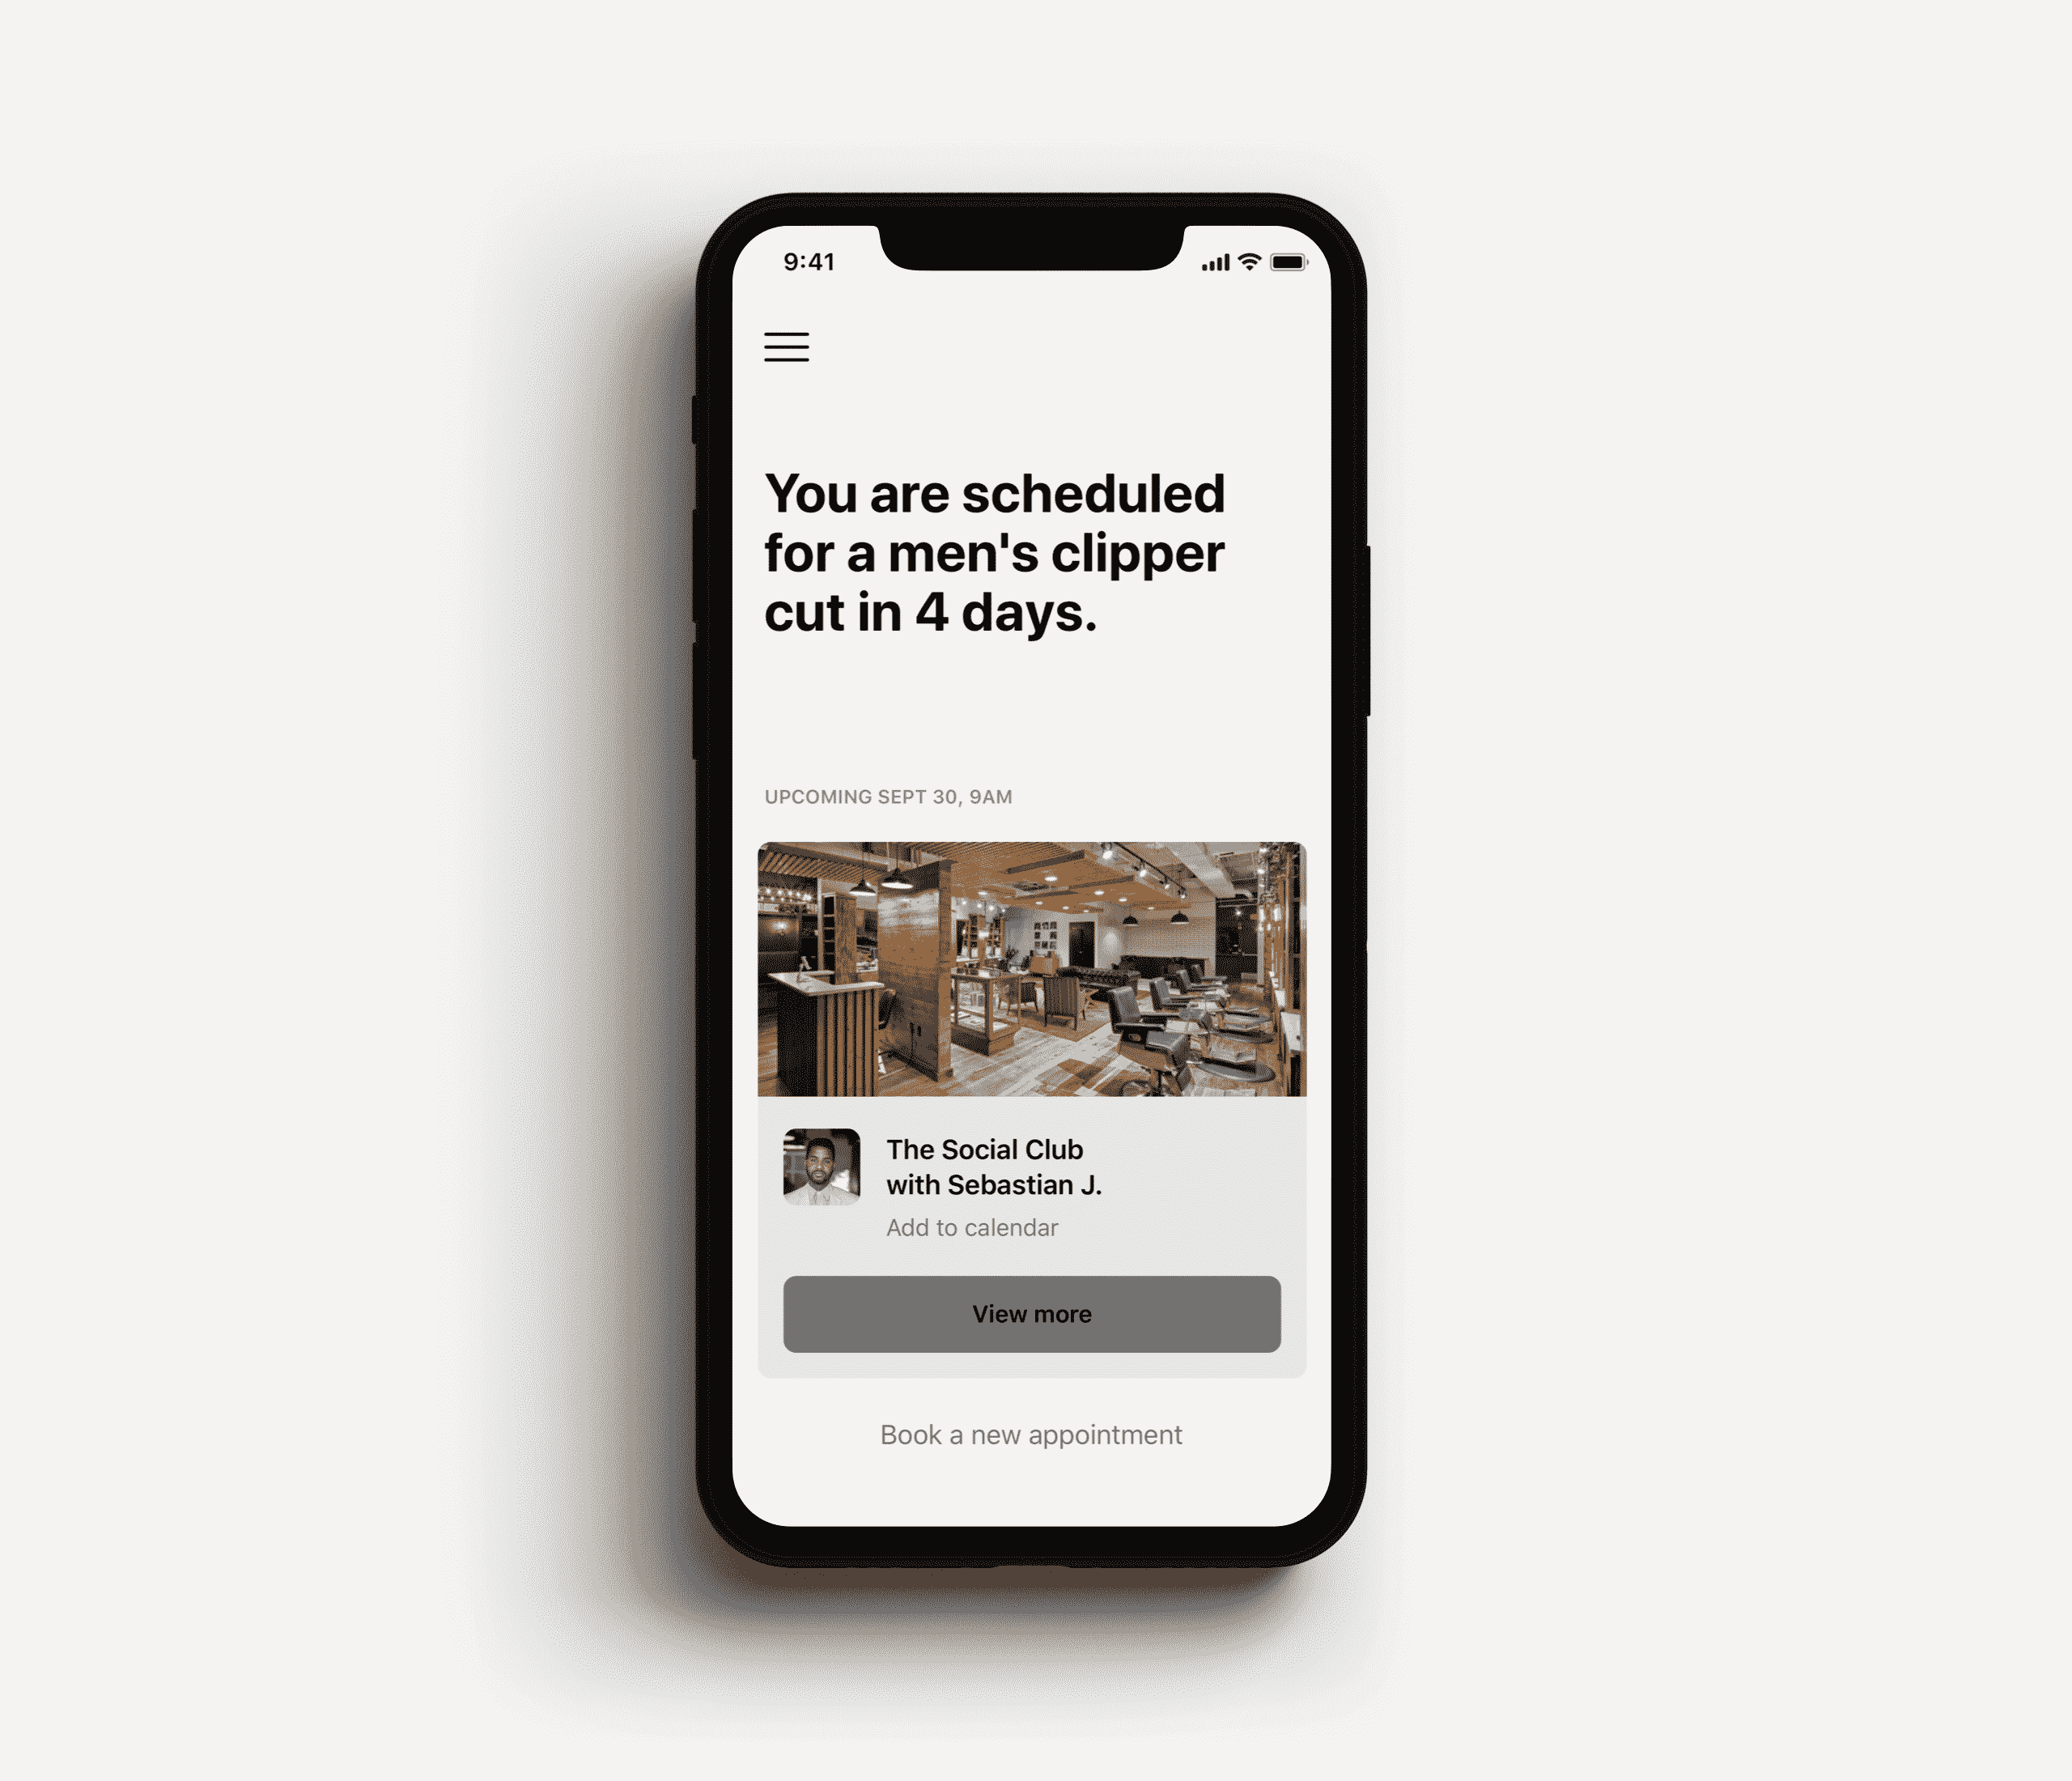 9:41
You are scheduled
for a men's clipper
cut in 4 days.
UPCOMING SEPT 30, 9AM
The Social Club
with Sebastian J.
Add to calendar
View more
Book a new appointment